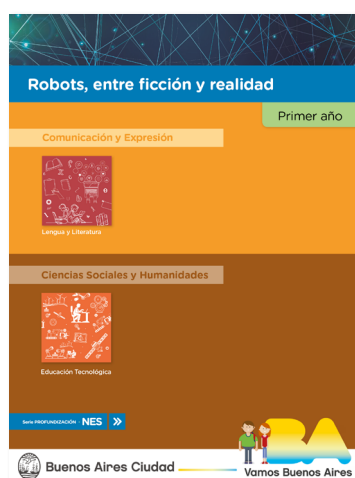 Robots, entre ficción y realidad
Primer año
Comunicación y Expresión
Lengua y Literatura
Ciencias Sociales y Humanidades
Educación Tecnológica
Serie PROFUNDIZACIÓN · NES
BA
Buenos Aires Ciudad
Vamos Buenos Aires